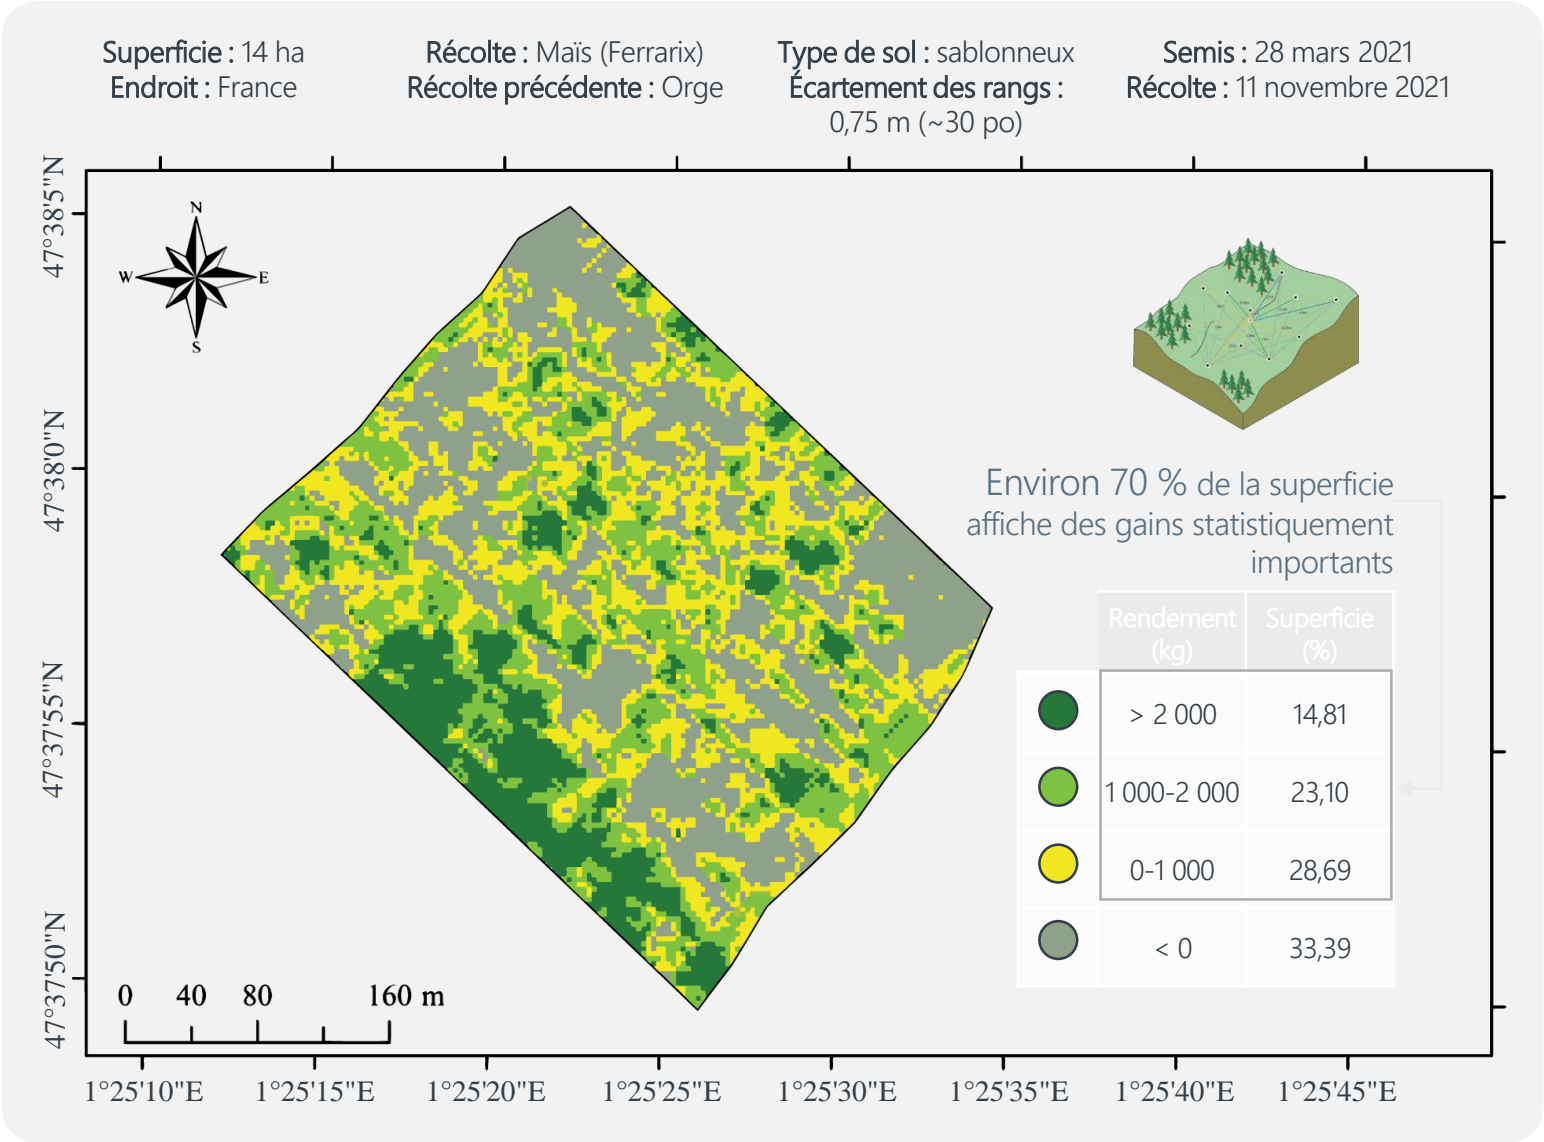 Superficie : 14 ha
Endroit : France
Récolte : Maïs (Ferrarix)
Récolte précédente : Orge
Type de sol : sablonneux
Écartement des rangs :
0,75 m (~30 po)
Semis : 28 mars 2021
Récolte : 11 novembre 2021
47°38'5"N
47°38'0"N
47°37'55"N
47°37'50"N
N
W
E
S
Environ 70 % de la superficie
affiche des gains statistiquement
importants
Rendement
(kg)
Superficie
(%)
> 2 000
14,81
1 000-2 000
23,10
0-1 000
28,69
< 0
33,39
0 40 80 160 m
1°25'10"E 1°25'15"E 1°25'20"E 1°25'25"E 1°25'30"E 1°25'35"E 1°25'40"E 1°25'45"E